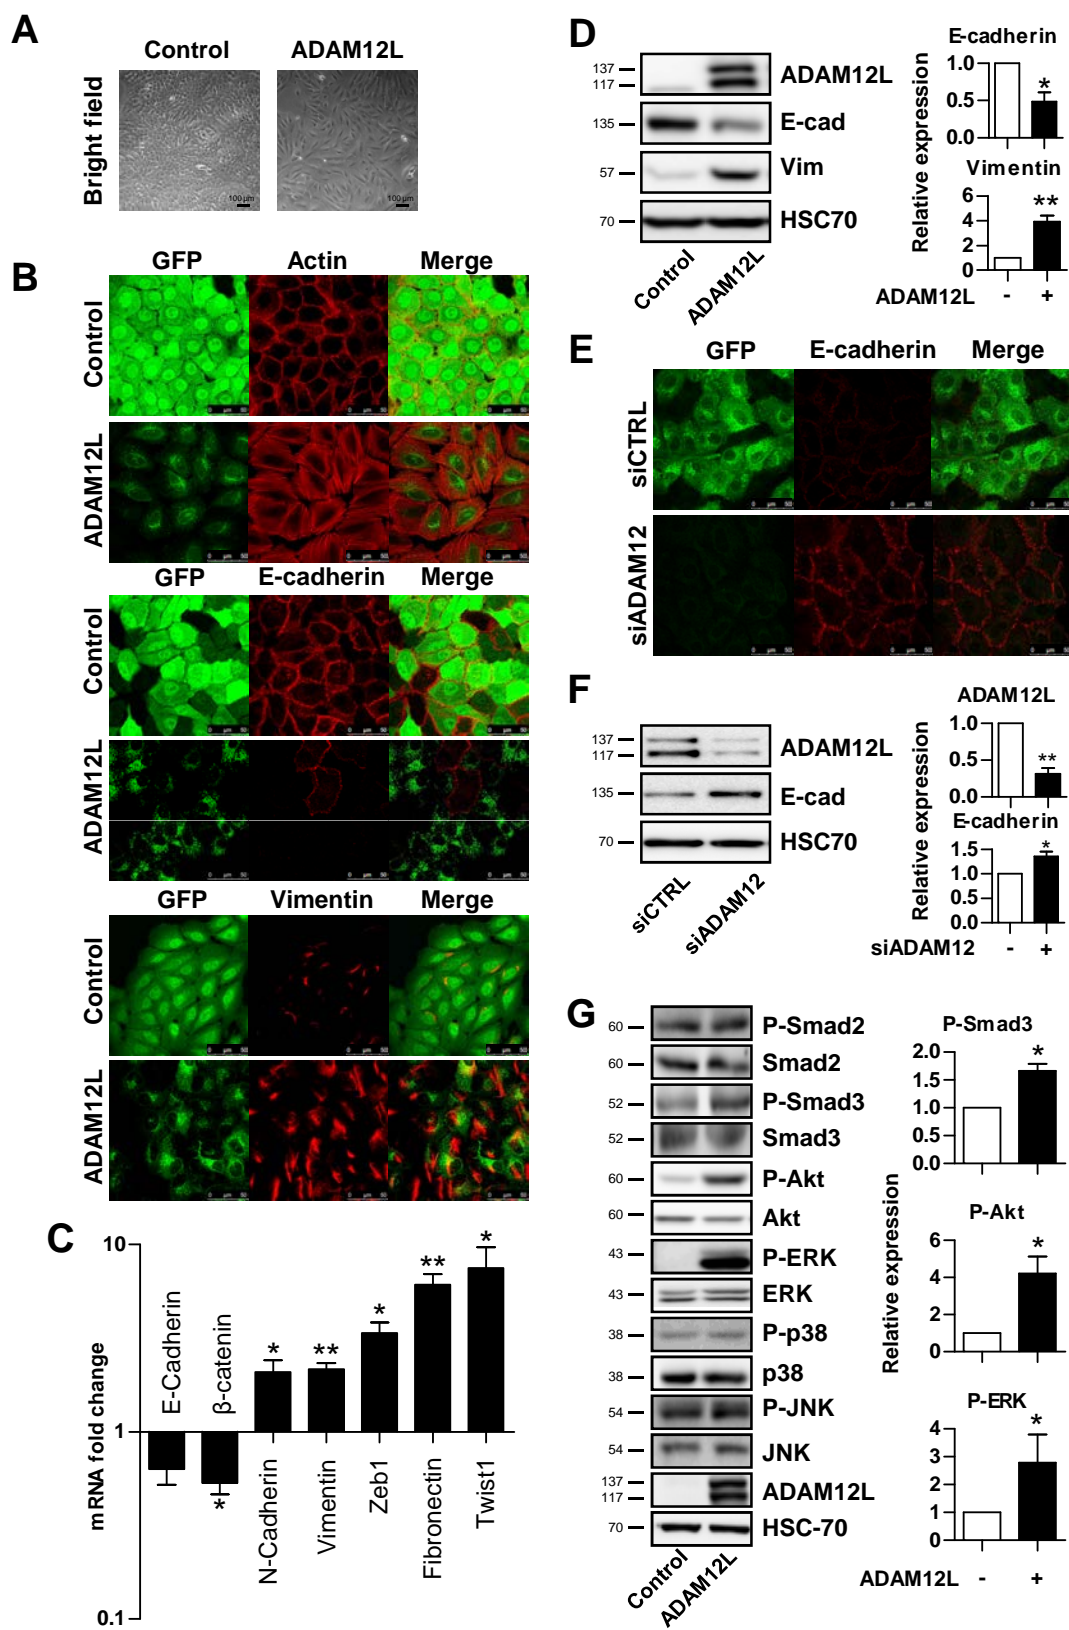 A
Control ADAM12L
Bright field
100 µm 100 µm
B
GFP Actin Merge
Control
ADAM12L
GFP E-cadherin Merge
Control
ADAM12L
GFP Vimentin Merge
Control
ADAM12L
C
mRNA fold change
10
1
0.1
E-Cadherin
β-catenin
*
N-Cadherin
*
Vimentin
**
Zeb1
*
Fibronectin
**
Twist1
*
D
137
117
ADAM12L
135
E-cad
57
Vim
70
HSC70
Control
ADAM12L
Relative expression
E-cadherin
1.0
0.5
0.0
*
Vimentin
6
4
2
0
**
ADAM12L - +
E
GFP E-cadherin Merge
siCTRL
siADAM12
F
137
117
ADAM12L
135
E-cad
70
HSC70
siCTRL
siADAM12
Relative expression
ADAM12L
1.0
0.5
0.0
**
E-cadherin
1.5
1.0
0.5
0.0
*
siADAM12 - +
G
60 P-Smad2
60 Smad2
52 P-Smad3
52 Smad3
60 P-Akt
60 Akt
43 P-ERK
43 ERK
38 P-p38
38 p38
54 P-JNK
54 JNK
137
117
ADAM12L
70 HSC-70
Control
ADAM12L
Relative expression
P-Smad3
2.0
1.5
1.0
0.5
0.0
*
P-Akt
6
4
2
0
*
P-ERK
4
3
2
1
0
*
ADAM12L - +